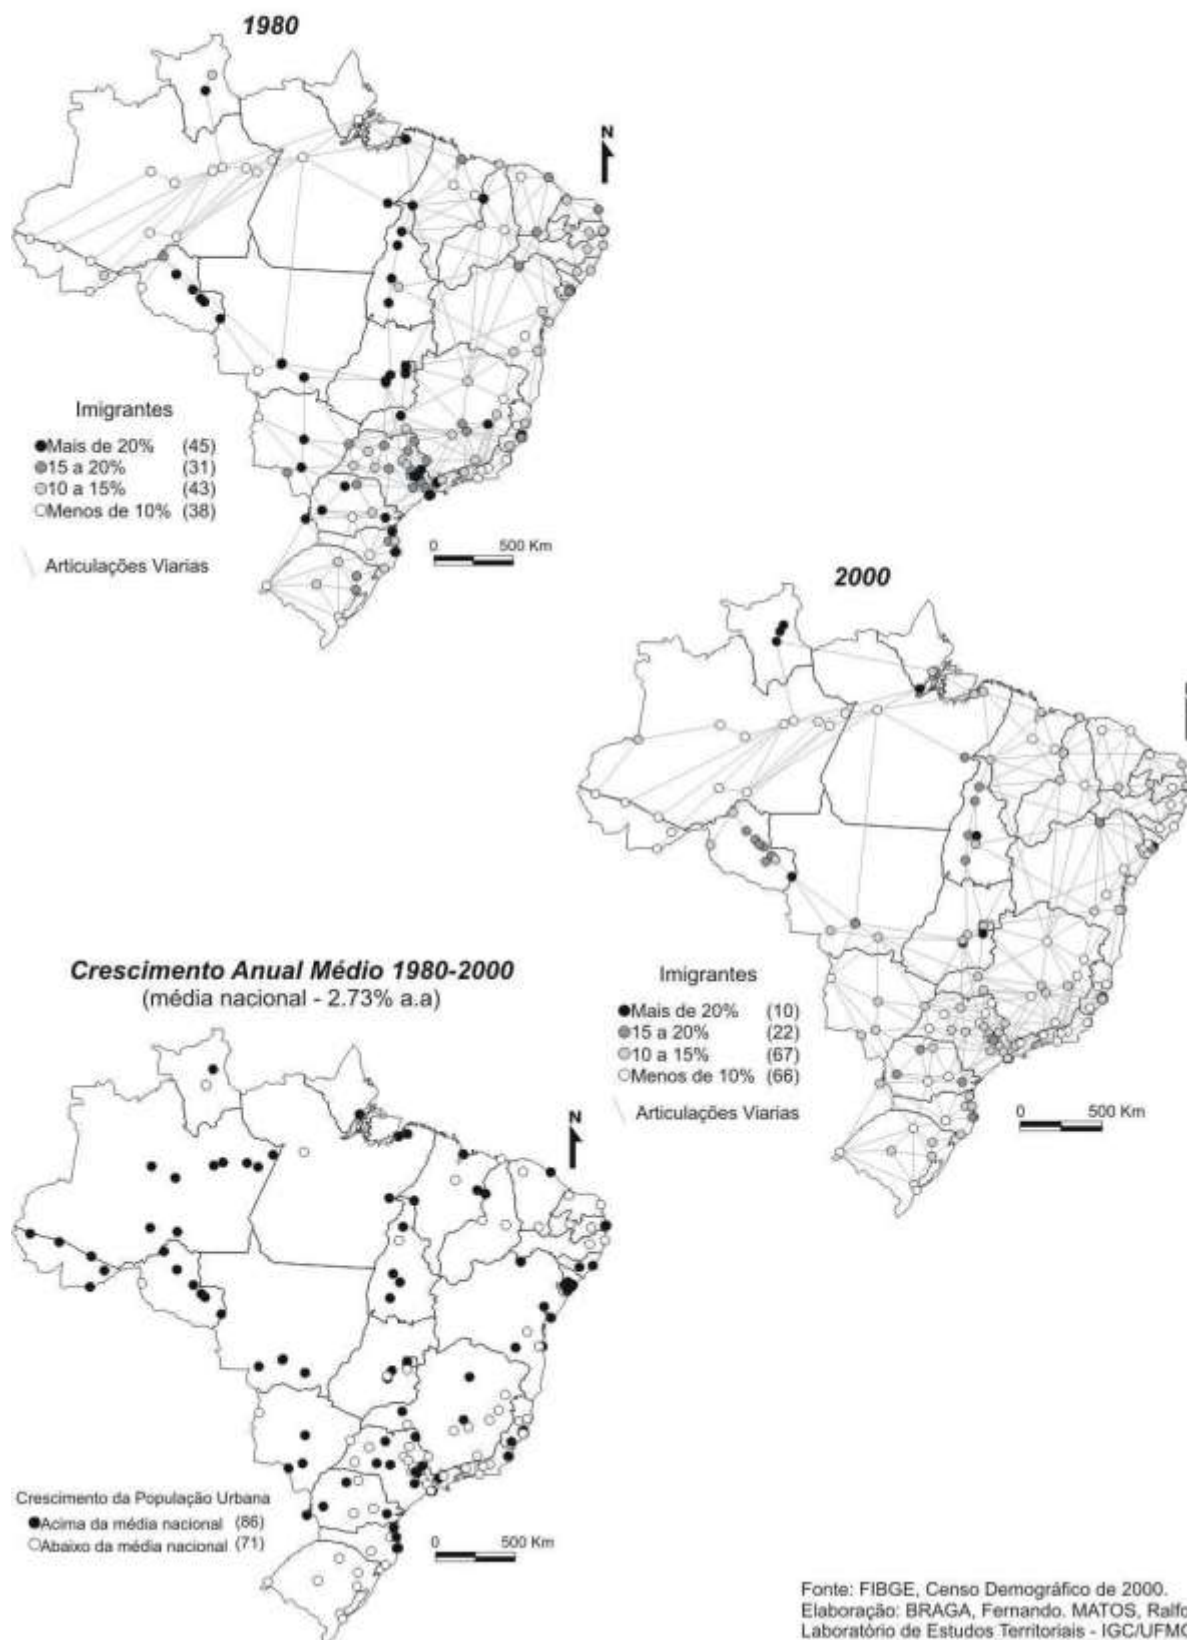 1980
N
Imigrantes
Mais de 20% (45)
15 a 20% (31)
10 a 15% (43)
Menos de 10% (38)
Articulações Viarias
0 500 Km
2000
Imigrantes
Mais de 20% (10)
15 a 20% (22)
10 a 15% (67)
Menos de 10% (66)
Articulações Viarias
0 500 Km
Crescimento Anual Médio 1980-2000
(média nacional - 2.73% a.a)
N
Crescimento da População Urbana
Acima da média nacional (86)
Abaixo da média nacional (71)
0 500 Km
Fonte: FIBGE, Censo Demográfico de 2000.
Elaboração: BRAGA, Fernando. MATOS, Ralfo
Laboratório de Estudos Territoriais - IGC/UFMG